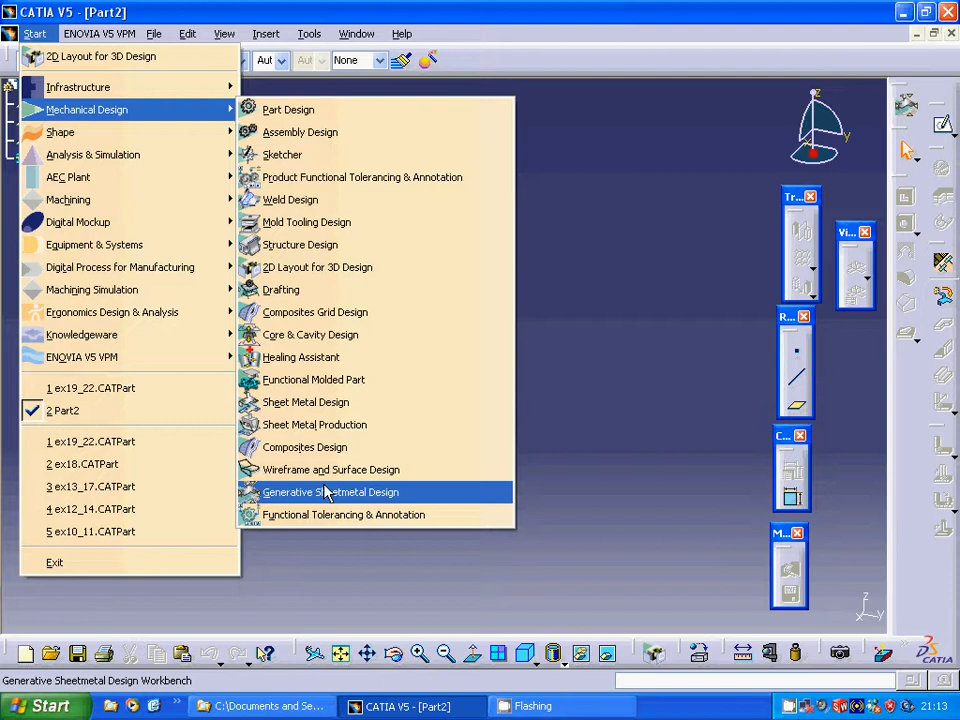 CATIA V5 - [Part2]
Start ENOVIA V5 VPM File Edit View Insert Tools Window Help
Aut Aut None
2D Layout for 3D Design
Infrastructure
Mechanical Design
Shape
Analysis & Simulation
AEC Plant
Machining
Digital Mockup
Equipment & Systems
Digital Process for Manufacturing
Machining Simulation
Ergonomics Design & Analysis
Knowledgeware
ENOVIA V5 VPM
1 ex19_22.CATPart
2 Part2
1 ex19_22.CATPart
2 ex18.CATPart
3 ex13_17.CATPart
4 ex12_14.CATPart
5 ex10_11.CATPart
Exit
Part Design
Assembly Design
Sketcher
Product Functional Tolerancing & Annotation
Weld Design
Mold Tooling Design
Structure Design
2D Layout for 3D Design
Drafting
Composites Grid Design
Core & Cavity Design
Healing Assistant
Functional Molded Part
Sheet Metal Design
Sheet Metal Production
Composites Design
Wireframe and Surface Design
Generative Sheetmetal Design
Functional Tolerancing & Annotation
z
y
x
Tr...
Vi...
R...
C...
M...
z
x y
CATIA
Generative Sheetmetal Design Workbench
Start
C:\Documents and Se...
CATIA V5 - [Part2]
Flashing
21:13